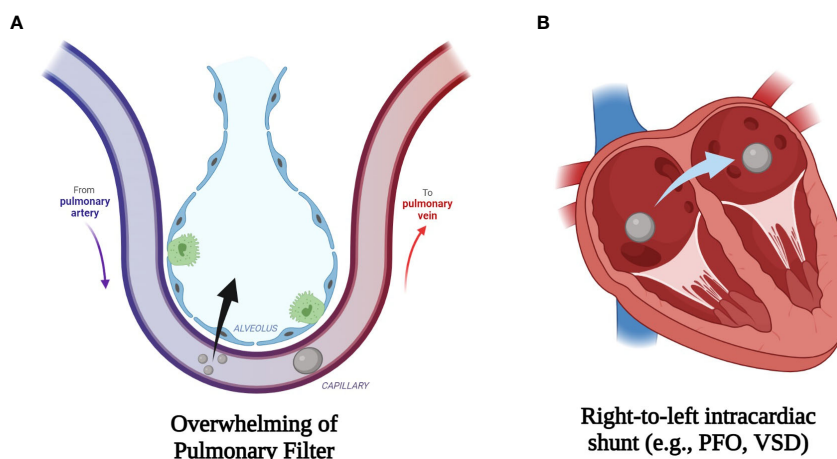 A
B
From
pulmonary
artery
To
pulmonary
vein
ALVEOLUS
CAPILLARY
Overwhelming of
Pulmonary Filter
Right-to-left intracardiac
shunt (e.g., PFO, VSD)